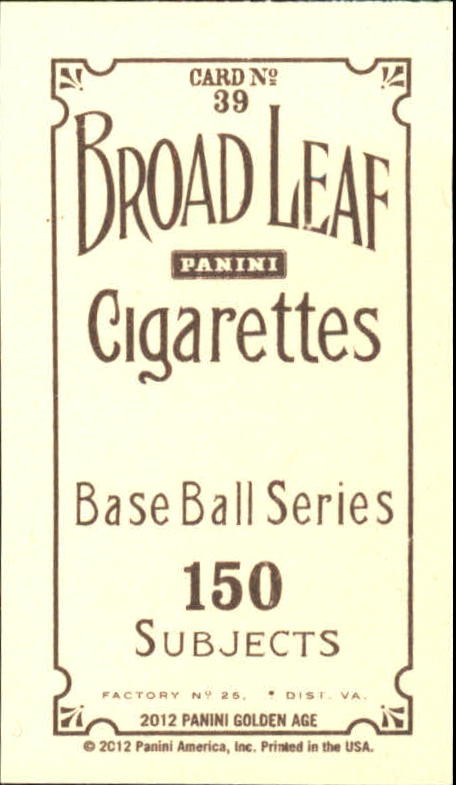 CARD Nº
39
BROAD LEAF
PANINI
Cigarettes
Base Ball Series
150
SUBJECTS
FACTORY Nº 25. DIST. VA.
2012 PANINI GOLDEN AGE
© 2012 Panini America, Inc. Printed in the USA.